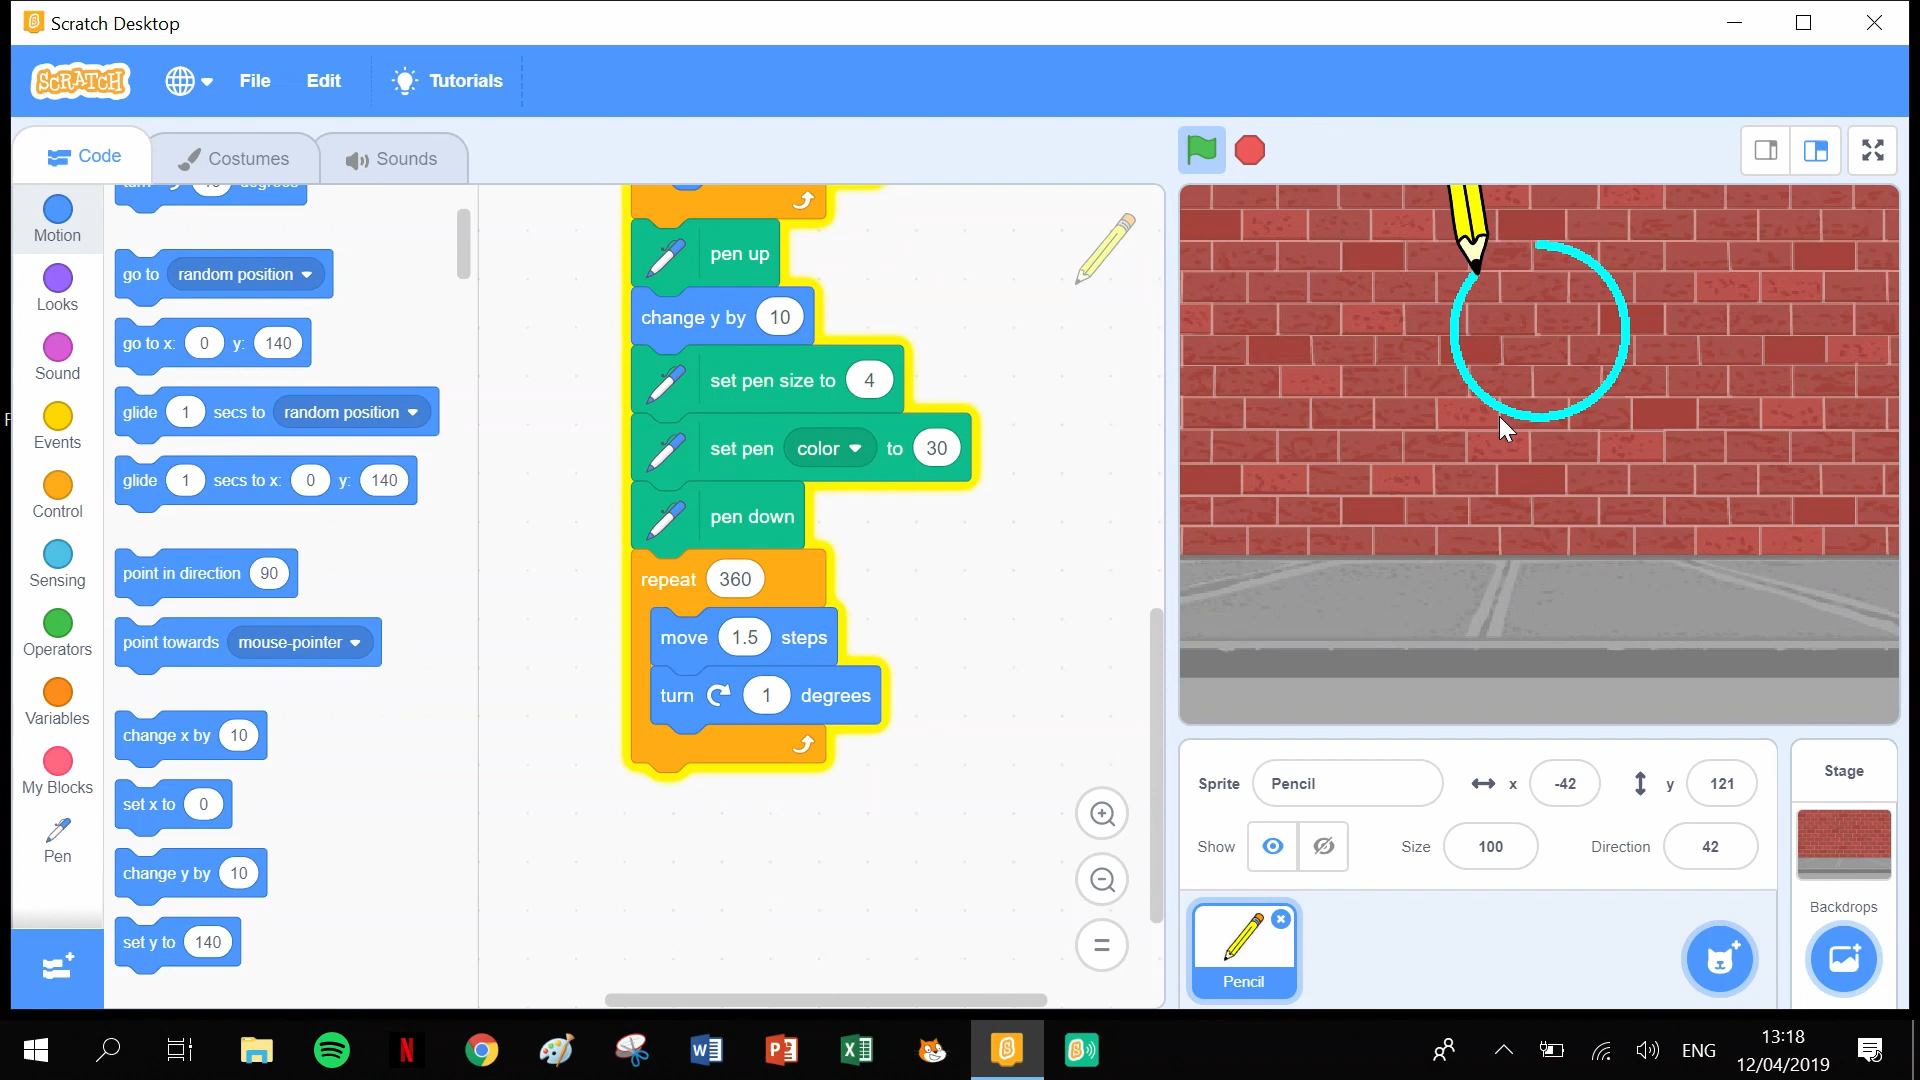 Scratch Desktop
SCRATCH File Edit Tutorials
Code Costumes Sounds
Motion
Looks
Sound
Events
Control
Sensing
Operators
Variables
My Blocks
Pen
go to random position
go to x: 0 y: 140
glide 1 secs to random position
glide 1 secs to x: 0 y: 140
point in direction 90
point towards mouse-pointer
change x by 10
set x to 0
change y by 10
set y to 140
pen up
change y by 10
set pen size to 4
set pen color to 30
pen down
repeat 360
move 1.5 steps
turn 1 degrees
Sprite Pencil x -42 y 121
Show Size 100 Direction 42
Pencil
Stage
Backdrops
ENG
13:18
12/04/2019